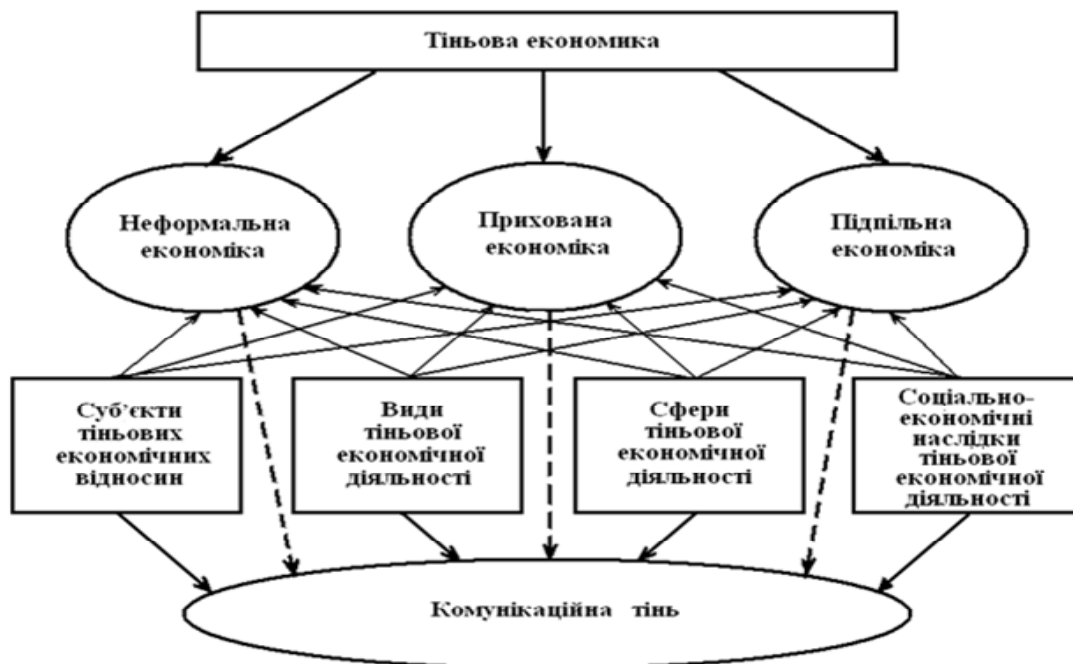 Тіньова економика
Неформальна
економіка
Прихована
економіка
Підпільна
економіка
Суб’єкти
тіньових
економічних
відносин
Види
тіньової
економічної
діяльності
Сфери
тіньової
економічної
діяльності
Соціально-
економічні
наслідки
тіньової
економічної
діяльності
Комунікаційна тінь